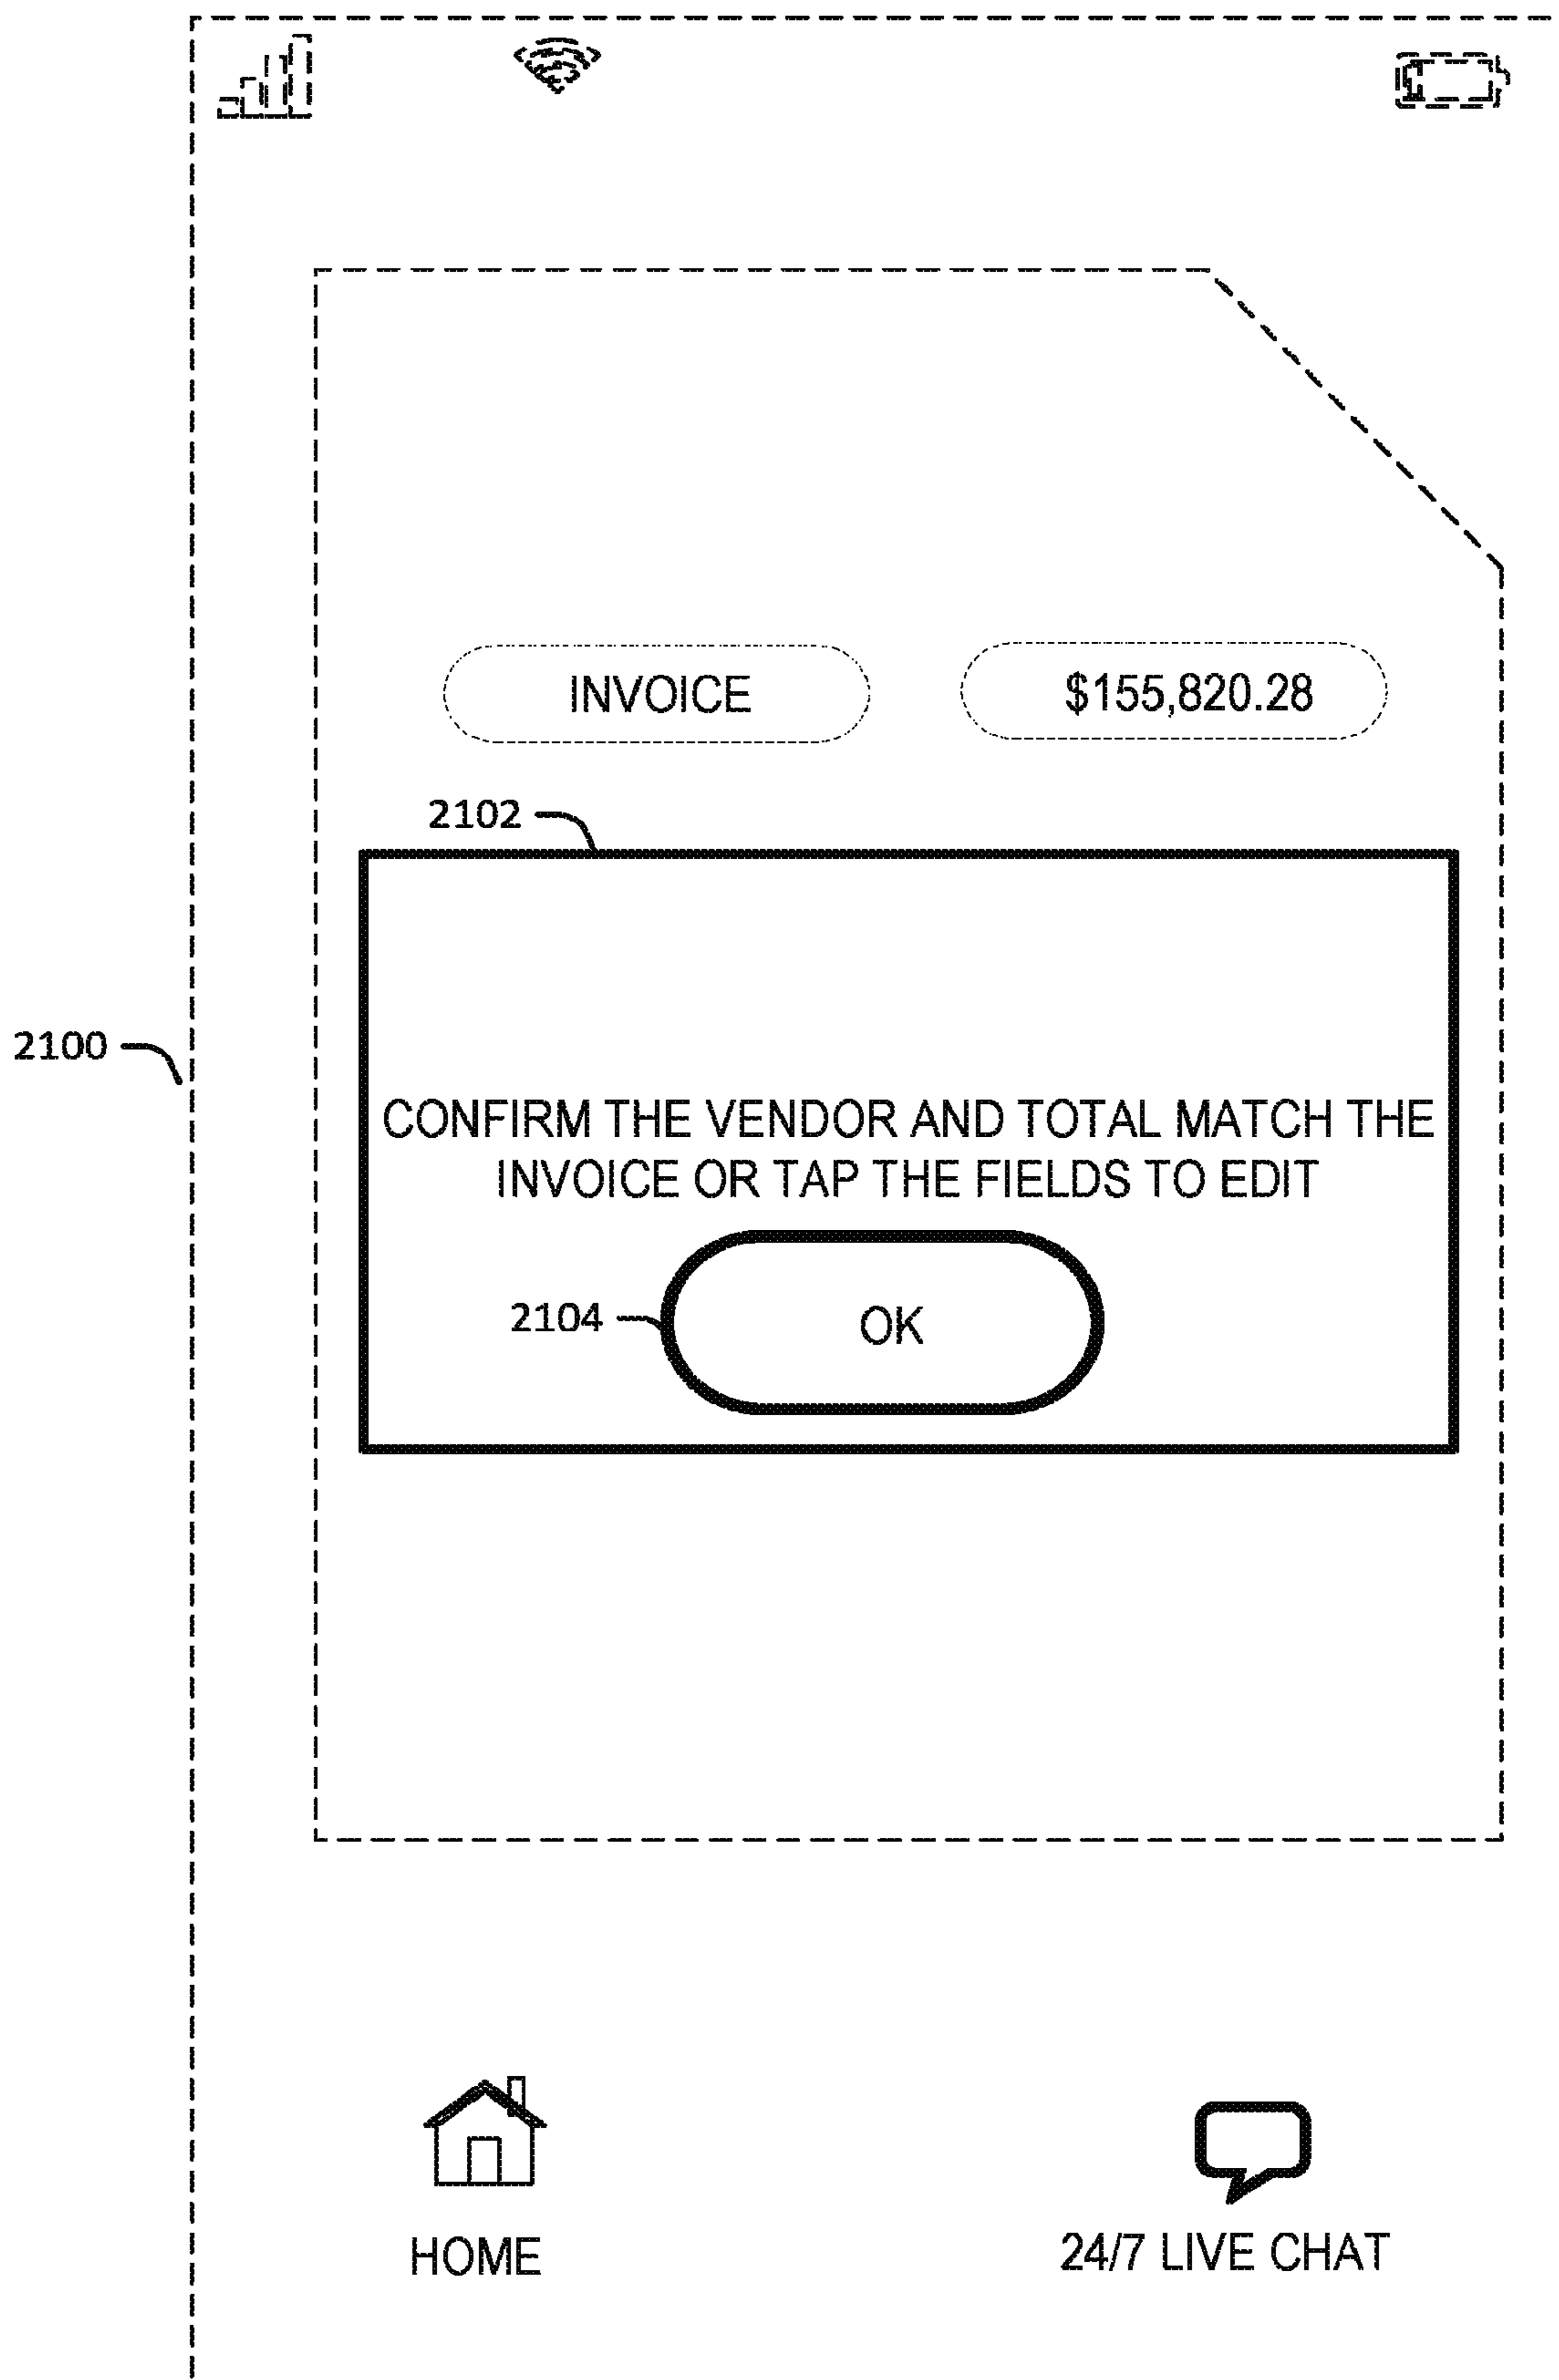 INVOICE
$155,820.28
2102
2100
CONFIRM THE VENDOR AND TOTAL MATCH THE
INVOICE OR TAP THE FIELDS TO EDIT
2104
OK
HOME
24/7 LIVE CHAT